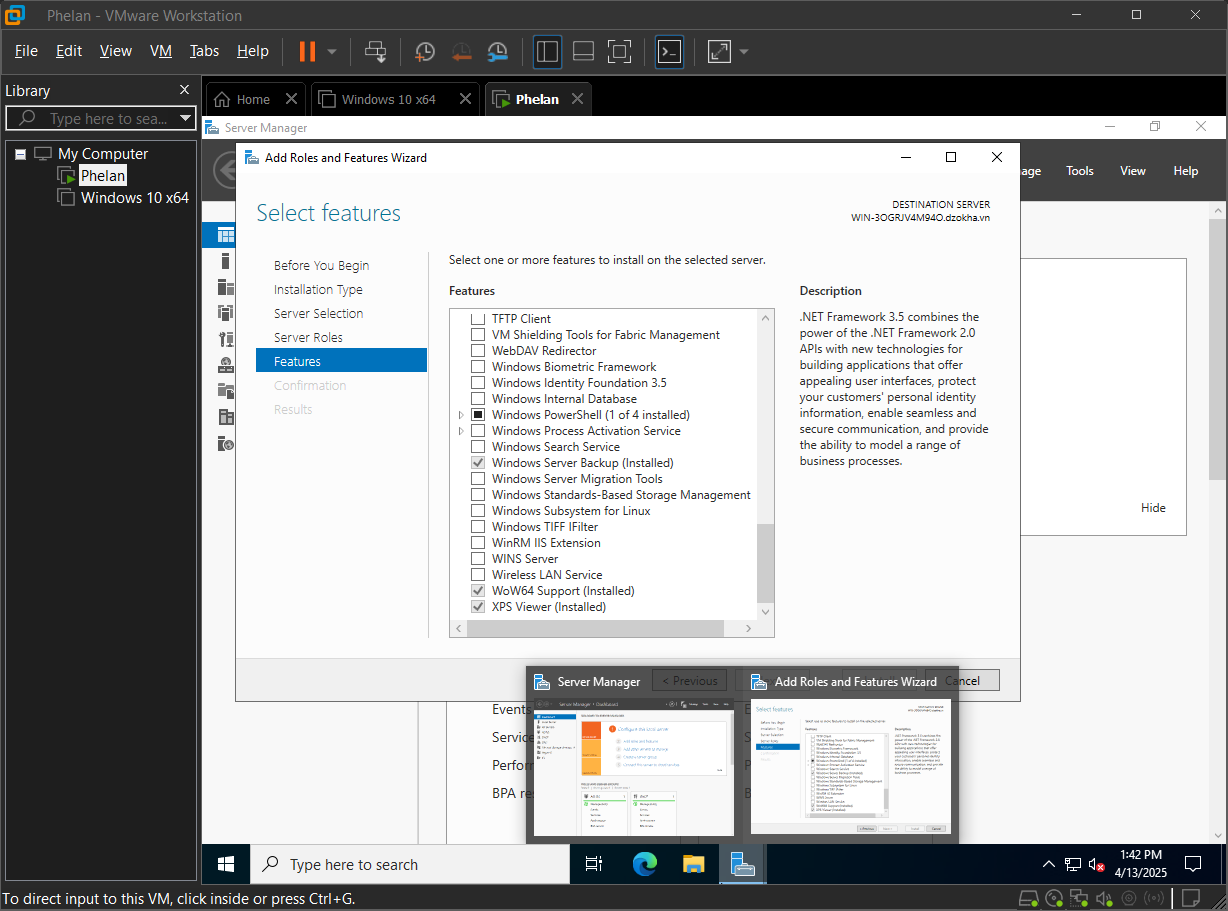 Phelan - VMware Workstation
File Edit View VM Tabs Help
Library
Type here to sea...
My Computer
Phelan
Windows 10 x64
Home
Windows 10 x64
Phelan
Server Manager
Add Roles and Features Wizard
age Tools View Help
Select features
DESTINATION SERVER
WIN-3OGRJV4M94O.dzokha.vn
Before You Begin
Installation Type
Server Selection
Server Roles
Features
Confirmation
Results
Select one or more features to install on the selected server.
Features
TFTP Client
VM Shielding Tools for Fabric Management
WebDAV Redirector
Windows Biometric Framework
Windows Identity Foundation 3.5
Windows Internal Database
Windows PowerShell (1 of 4 installed)
Windows Process Activation Service
Windows Search Service
Windows Server Backup (Installed)
Windows Server Migration Tools
Windows Standards-Based Storage Management
Windows Subsystem for Linux
Windows TIFF IFilter
WinRM IIS Extension
WINS Server
Wireless LAN Service
WoW64 Support (Installed)
XPS Viewer (Installed)
Description
.NET Framework 3.5 combines the
power of the .NET Framework 2.0
APIs with new technologies for
building applications that offer
appealing user interfaces, protect
your customers' personal identity
information, enable seamless and
secure communication, and provide
the ability to model a range of
business processes.
Hide
< Previous
Cancel
Server Manager
Add Roles and Features Wizard
Select features
Events
Service
Perfor
BPA re
Type here to search
1:42 PM
4/13/2025
To direct input to this VM, click inside or press Ctrl+G.